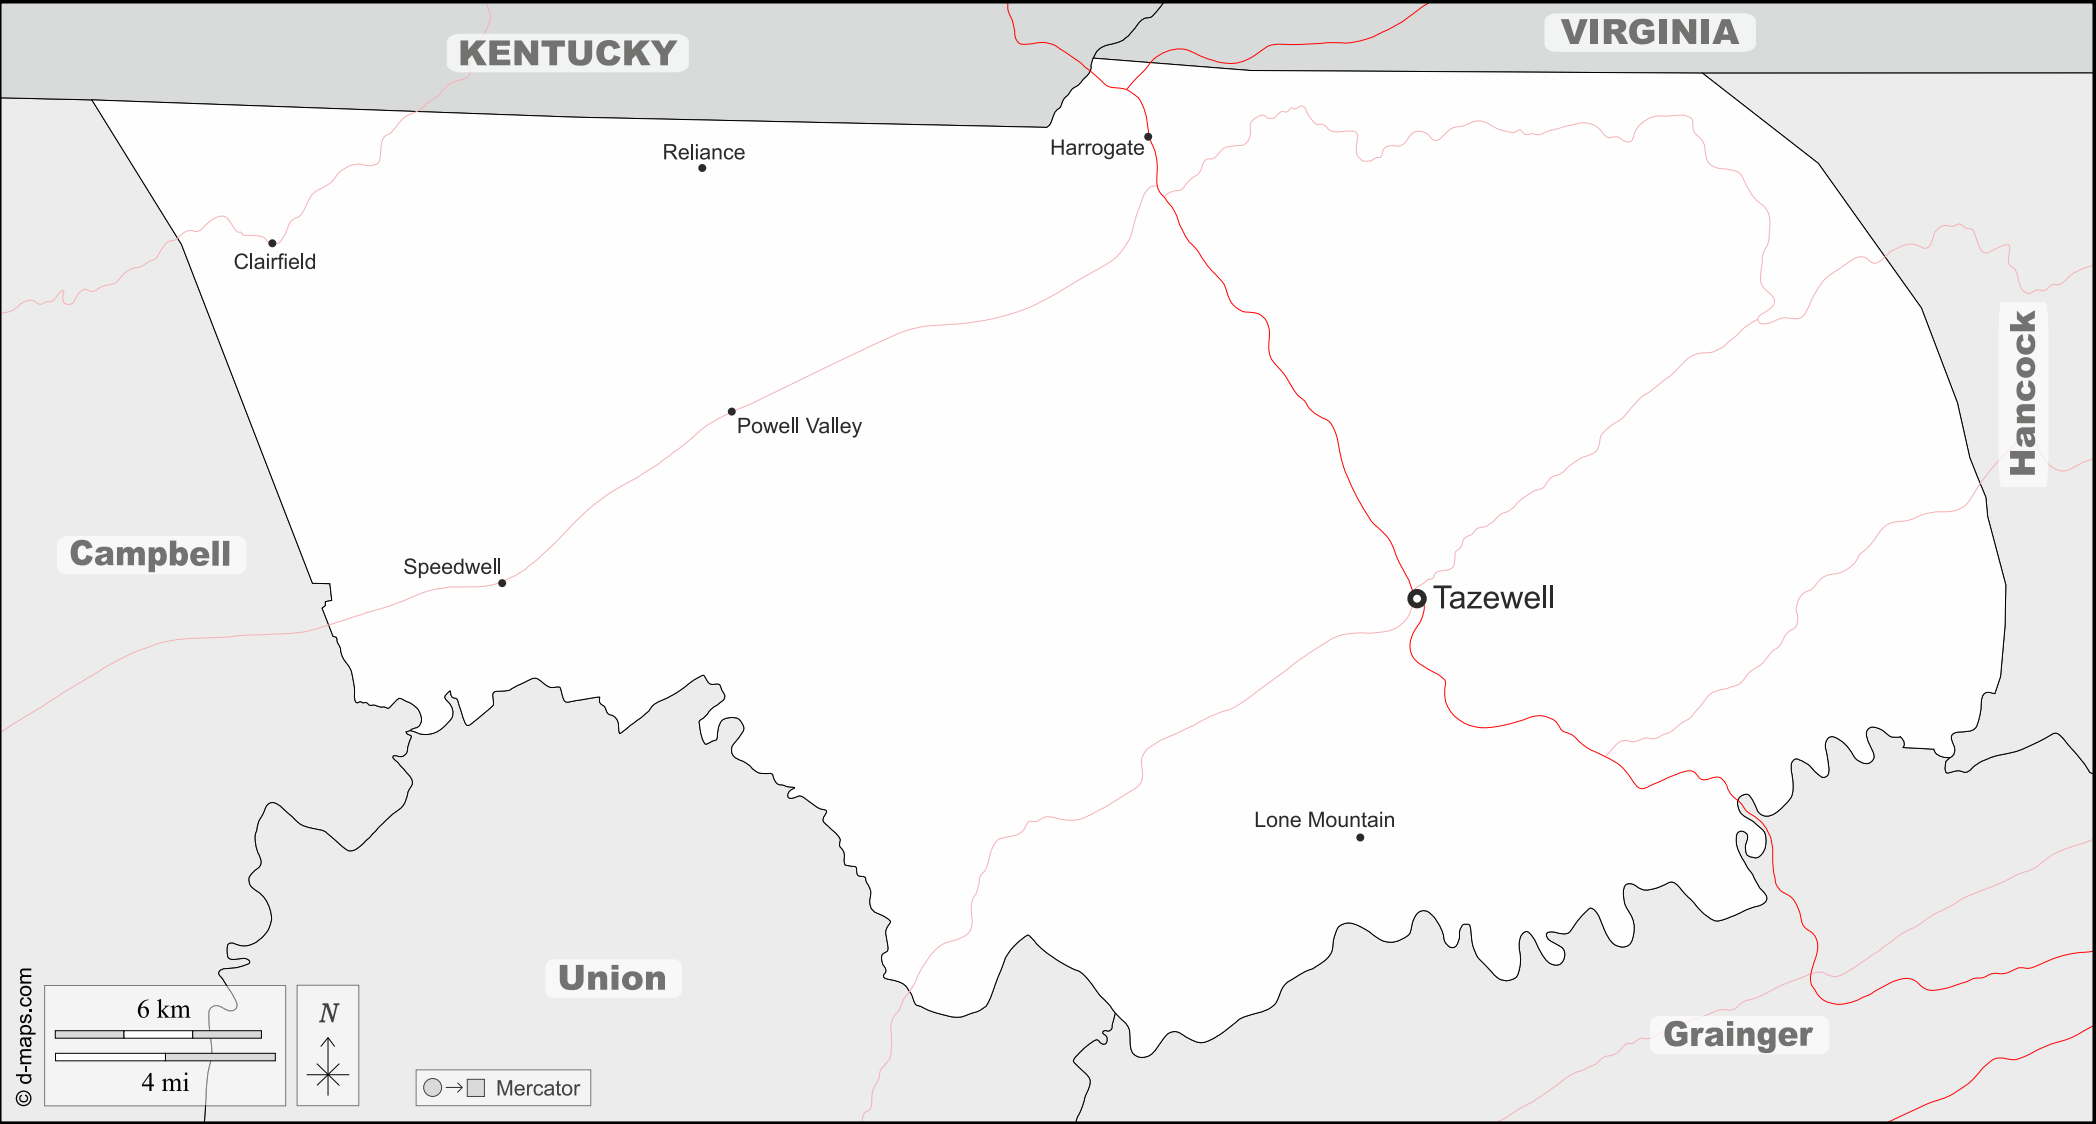 KENTUCKY
VIRGINIA
Reliance
Harrogate
Clairfield
Hancock
Powell Valley
Campbell
Speedwell
Tazewell
Lone Mountain
Union
Grainger
© d-maps.com
6 km
4 mi
N
Mercator